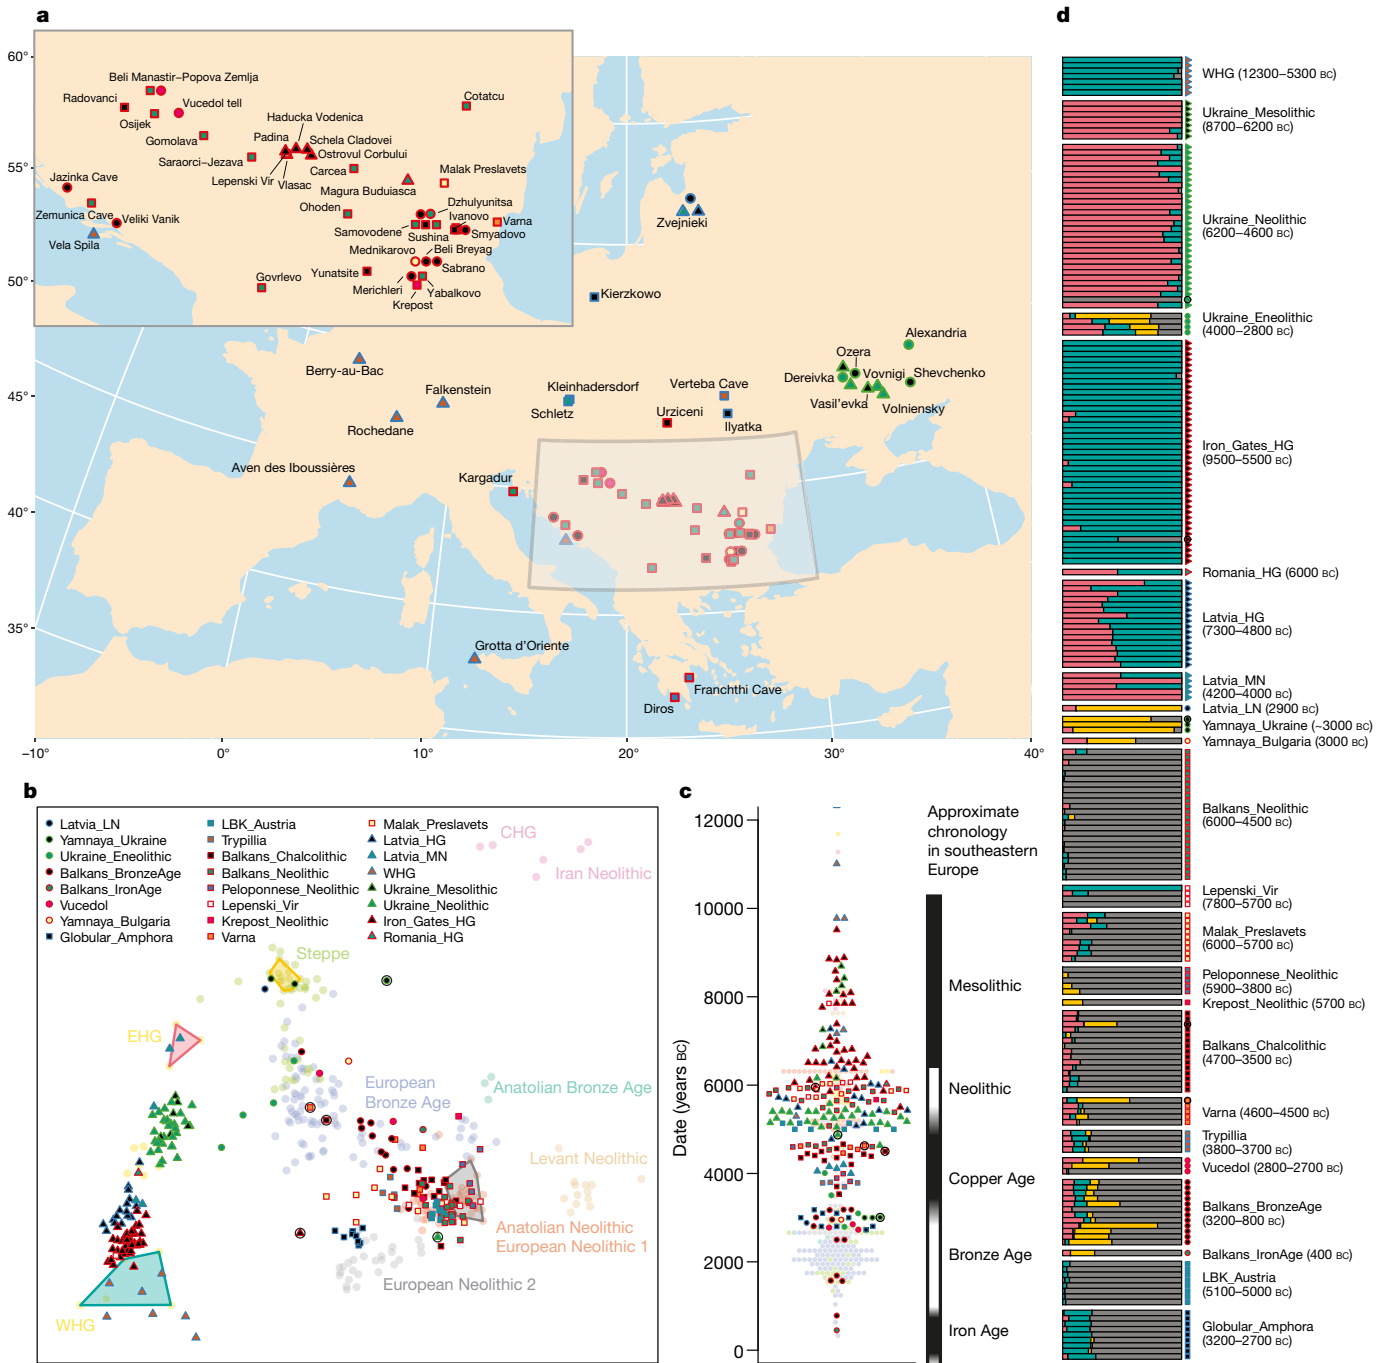 a
60°
55°
50°
45°
40°
35°
−10°
0°
10°
20°
30°
40°
Beli Manastir–Popova Zemlja
Radovanci
Vucedol tell
Osijek
Gomolava
Haducka Vodenica
Padina
Schela Cladovei
Ostrovul Corbului
Saraorci–Jezava
Lepenski Vir
Vlasac
Carcea
Cotatcu
Malak Preslavets
Magura Buduiasca
Jazinka Cave
Zemunica Cave
Veliki Vanik
Vela Spila
Ohoden
Dzhulyunitsa
Ivanovo
Varna
Samovodene
Sushina
Smyadovo
Mednikarovo
Beli Breyag
Yunatsite
Sabrano
Govrlevo
Merichleri
Yabalkovo
Krepost
Zvejnieki
Kierzkowo
Berry-au-Bac
Falkenstein
Rochedane
Aven des Iboussières
Kleinhadersdorf
Schletz
Verteba Cave
Urziceni
Ilyatka
Kargadur
Alexandria
Ozera
Dereivka
Vovnigi
Shevchenko
Vasil’evka
Volniensky
Grotta d’Oriente
Franchthi Cave
Diros
b
Latvia_LN
Yamnaya_Ukraine
Ukraine_Eneolithic
Balkans_BronzeAge
Balkans_IronAge
Vucedol
Yamnaya_Bulgaria
Globular_Amphora
LBK_Austria
Trypillia
Balkans_Chalcolithic
Balkans_Neolithic
Peloponnese_Neolithic
Lepenski_Vir
Krepost_Neolithic
Varna
Malak_Preslavets
Latvia_HG
Latvia_MN
WHG
Ukraine_Mesolithic
Ukraine_Neolithic
Iron_Gates_HG
Romania_HG
CHG
Iran Neolithic
Steppe
EHG
European
Bronze Age
Anatolian Bronze Age
Levant Neolithic
Anatolian Neolithic
European Neolithic 1
European Neolithic 2
WHG
c
Date (years BC)
12000
10000
8000
6000
4000
2000
0
Approximate
chronology
in southeastern
Europe
Mesolithic
Neolithic
Copper Age
Bronze Age
Iron Age
d
WHG (12300–5300 BC)
Ukraine_Mesolithic
(8700–6200 BC)
Ukraine_Neolithic
(6200–4600 BC)
Ukraine_Eneolithic
(4000–2800 BC)
Iron_Gates_HG
(9500–5500 BC)
Romania_HG (6000 BC)
Latvia_HG
(7300–4800 BC)
Latvia_MN
(4200–4000 BC)
Latvia_LN (2900 BC)
Yamnaya_Ukraine (~3000 BC)
Yamnaya_Bulgaria (3000 BC)
Balkans_Neolithic
(6000–4500 BC)
Lepenski_Vir
(7800–5700 BC)
Malak_Preslavets
(6000–5700 BC)
Peloponnese_Neolithic
(5900–3800 BC)
Krepost_Neolithic (5700 BC)
Balkans_Chalcolithic
(4700–3500 BC)
Varna (4600–4500 BC)
Trypillia
(3800–3700 BC)
Vucedol (2800–2700 BC)
Balkans_BronzeAge
(3200–800 BC)
Balkans_IronAge (400 BC)
LBK_Austria
(5100–5000 BC)
Globular_Amphora
(3200–2700 BC)